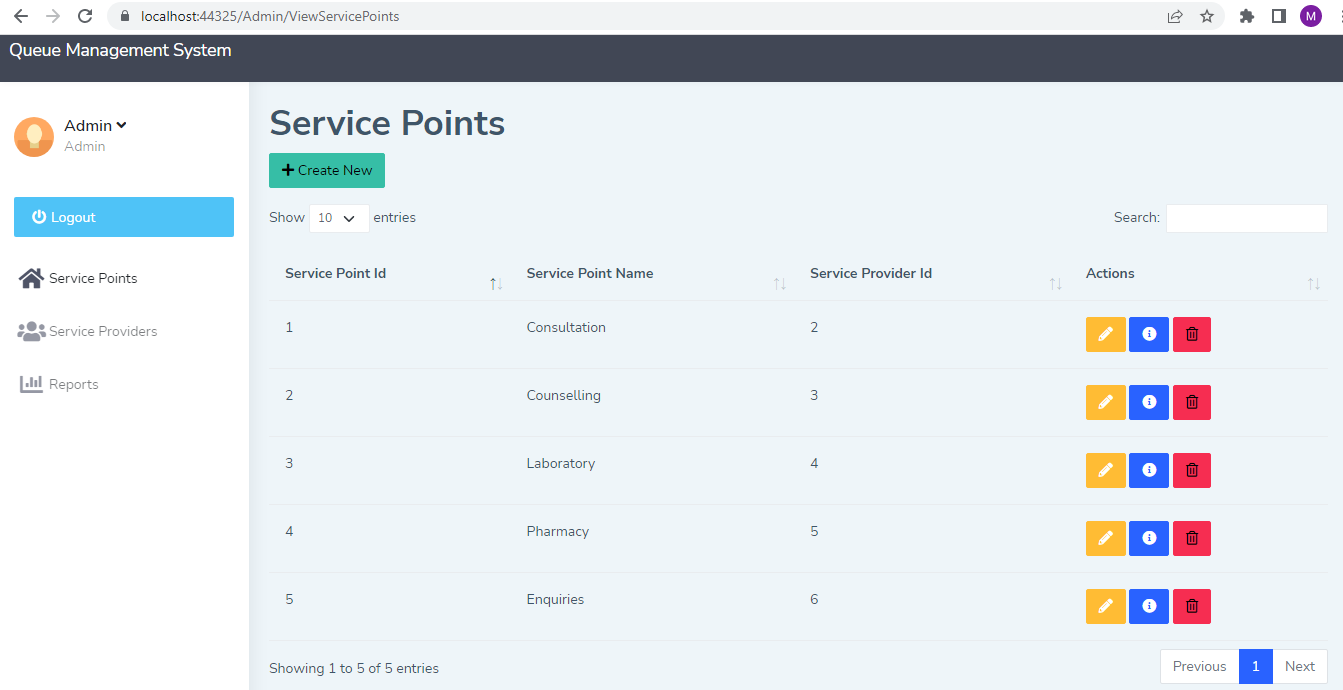 localhost:44325/Admin/ViewServicePoints
M
Queue Management System
Admin
Admin
Logout
Service Points
Service Providers
Reports
Service Points
Create New
Show 10 entries
Search:
Service Point Id Service Point Name Service Provider Id Actions
1 Consultation 2
2 Counselling 3
3 Laboratory 4
4 Pharmacy 5
5 Enquiries 6
Showing 1 to 5 of 5 entries
Previous 1 Next